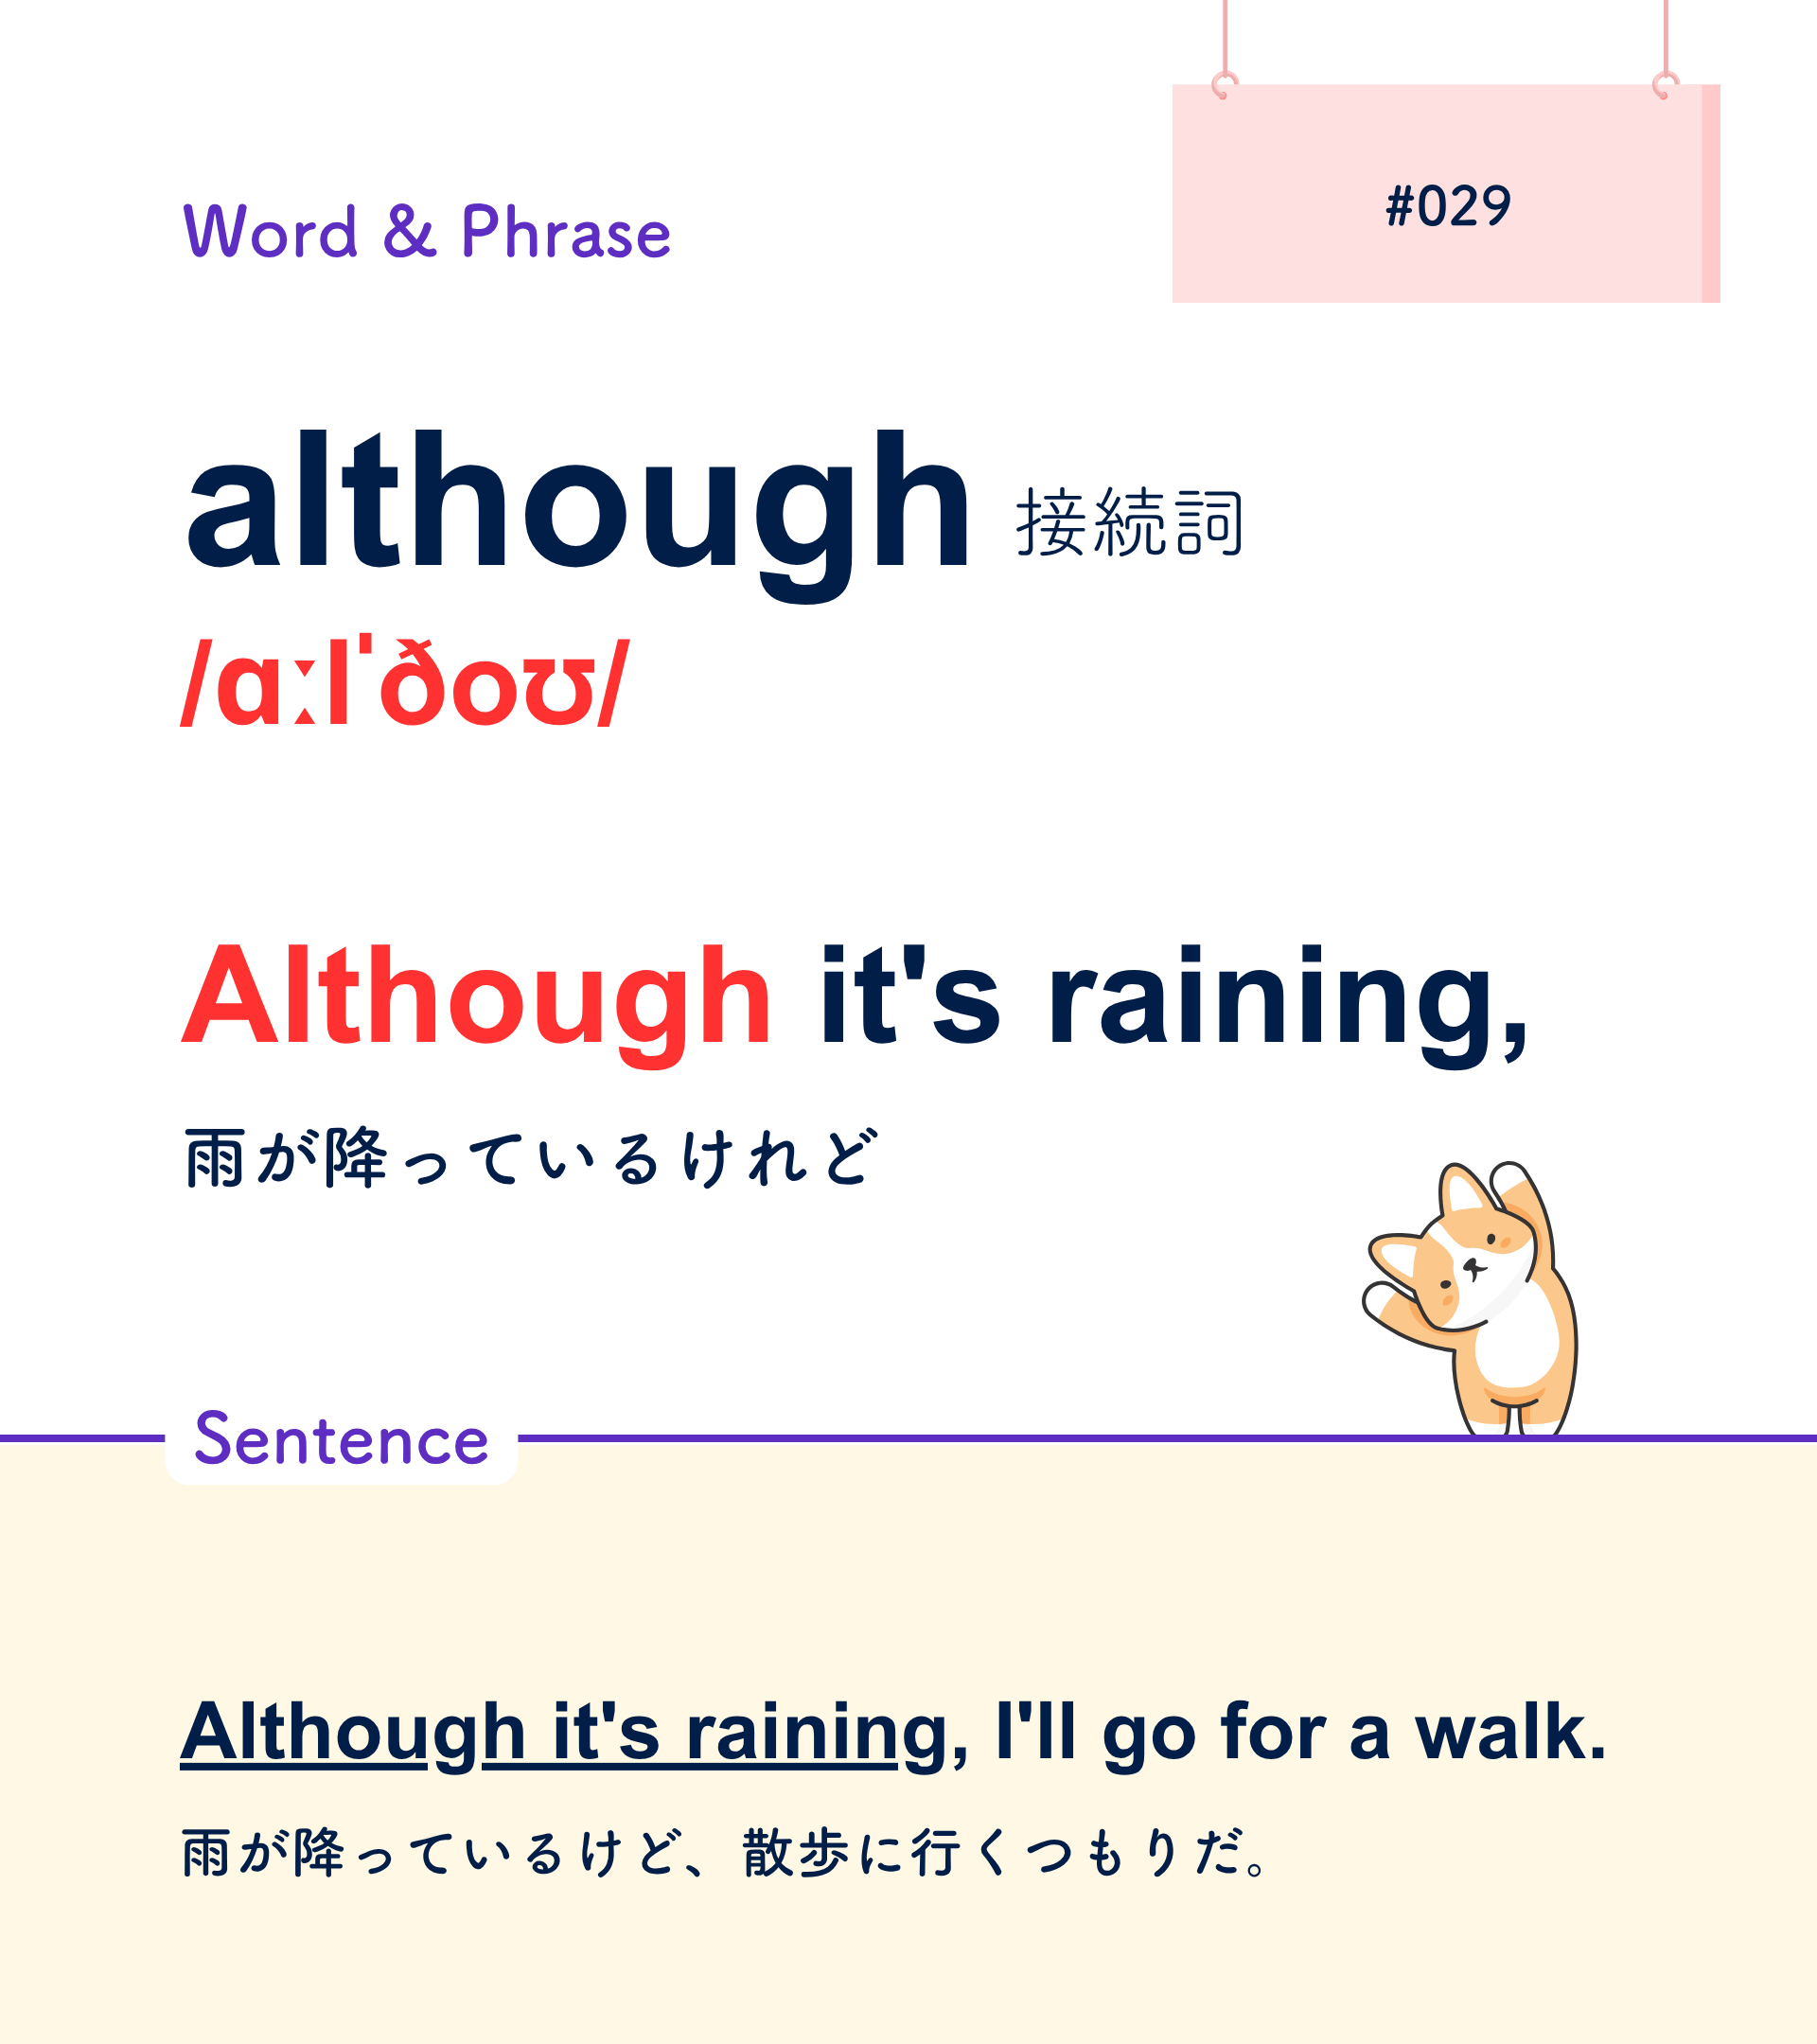 #029
Word & Phrase
although 接続詞
/ɑːlˈðoʊ/
Although it's raining,
雨が降っているけれど
Sentence
Although it's raining, I'll go for a walk.
雨が降っているけど、散歩に行くつもりだ。